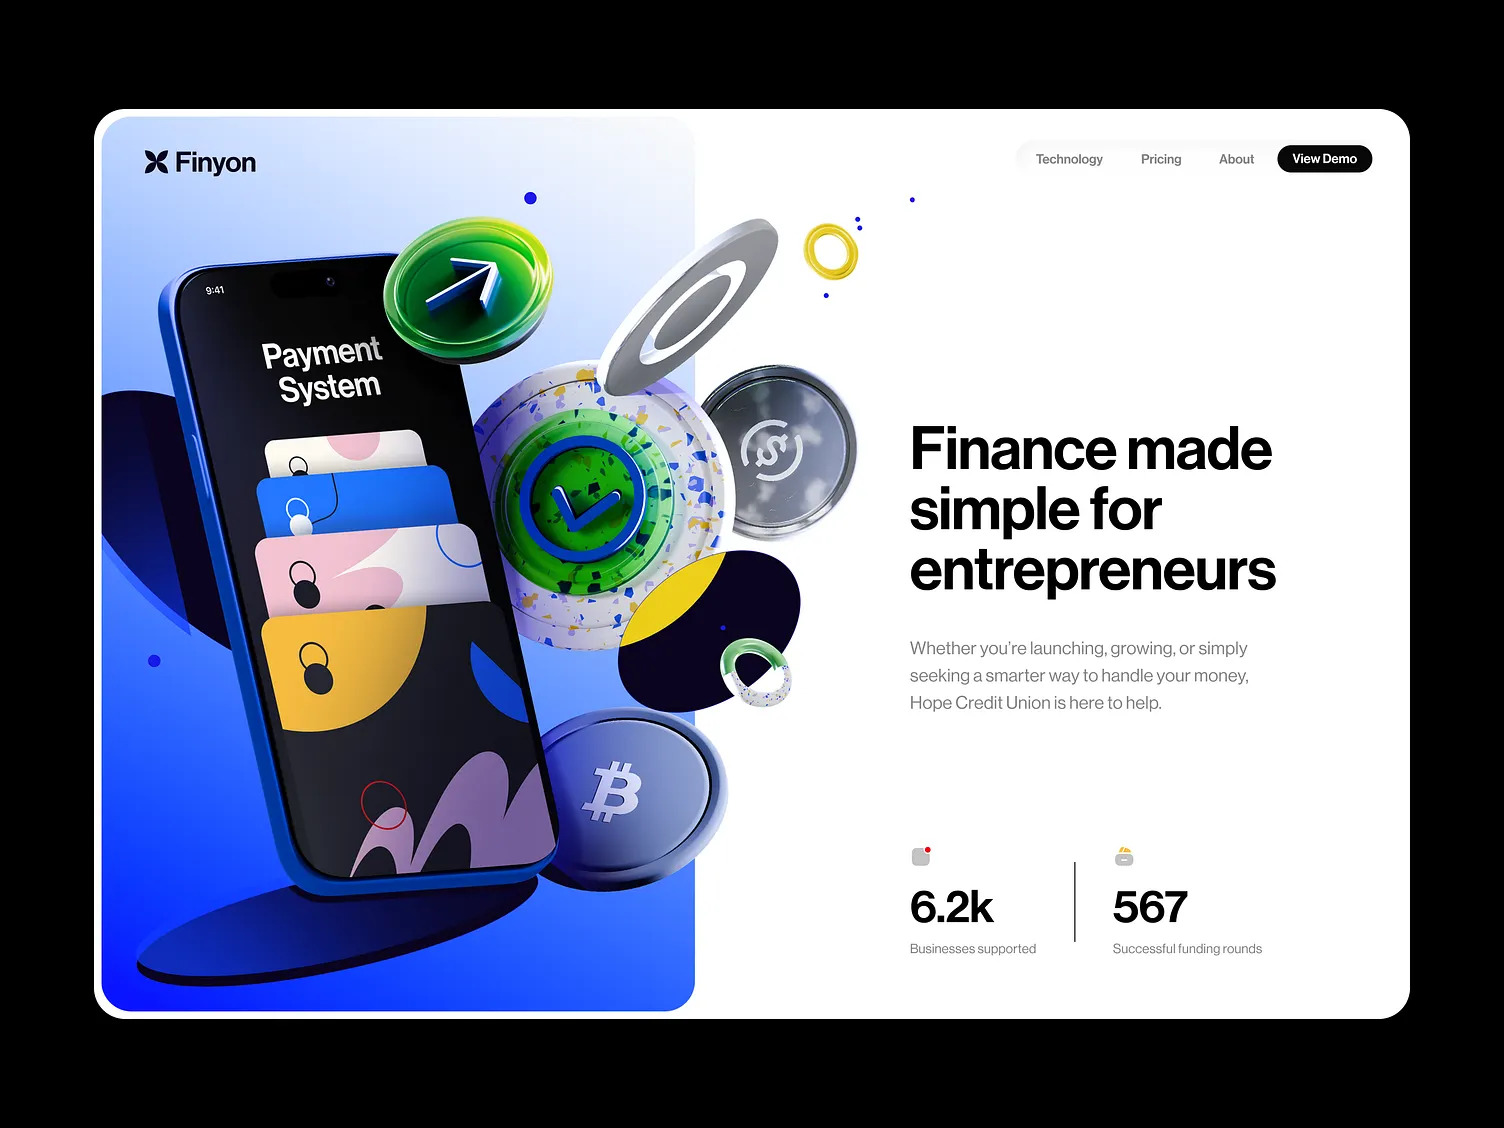 Finyon
Technology
Pricing
About
View Demo
9:41
Payment
System
Finance made
simple for
entrepreneurs
Whether you’re launching, growing, or simply
seeking a smarter way to handle your money,
Hope Credit Union is here to help.
6.2k
Businesses supported
567
Successful funding rounds